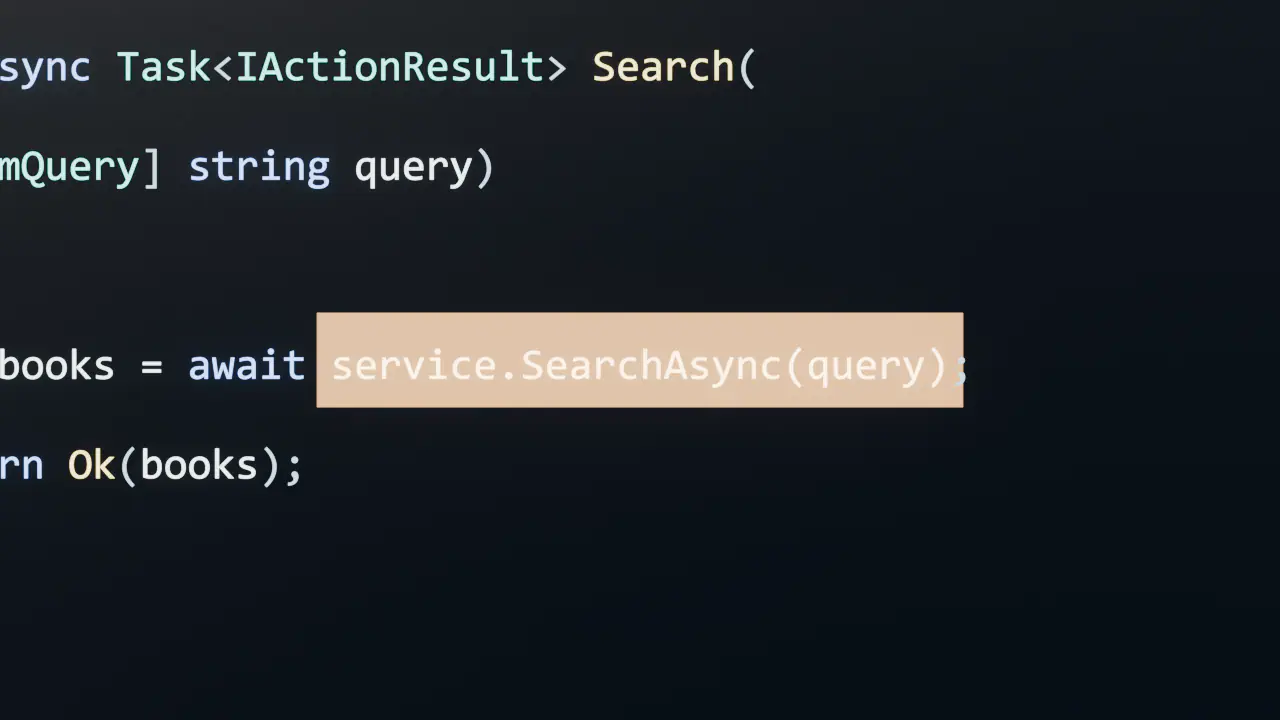 sync Task<IActionResult> Search(
mQuery] string query)
books = await service.SearchAsync(query);
rn Ok(books);